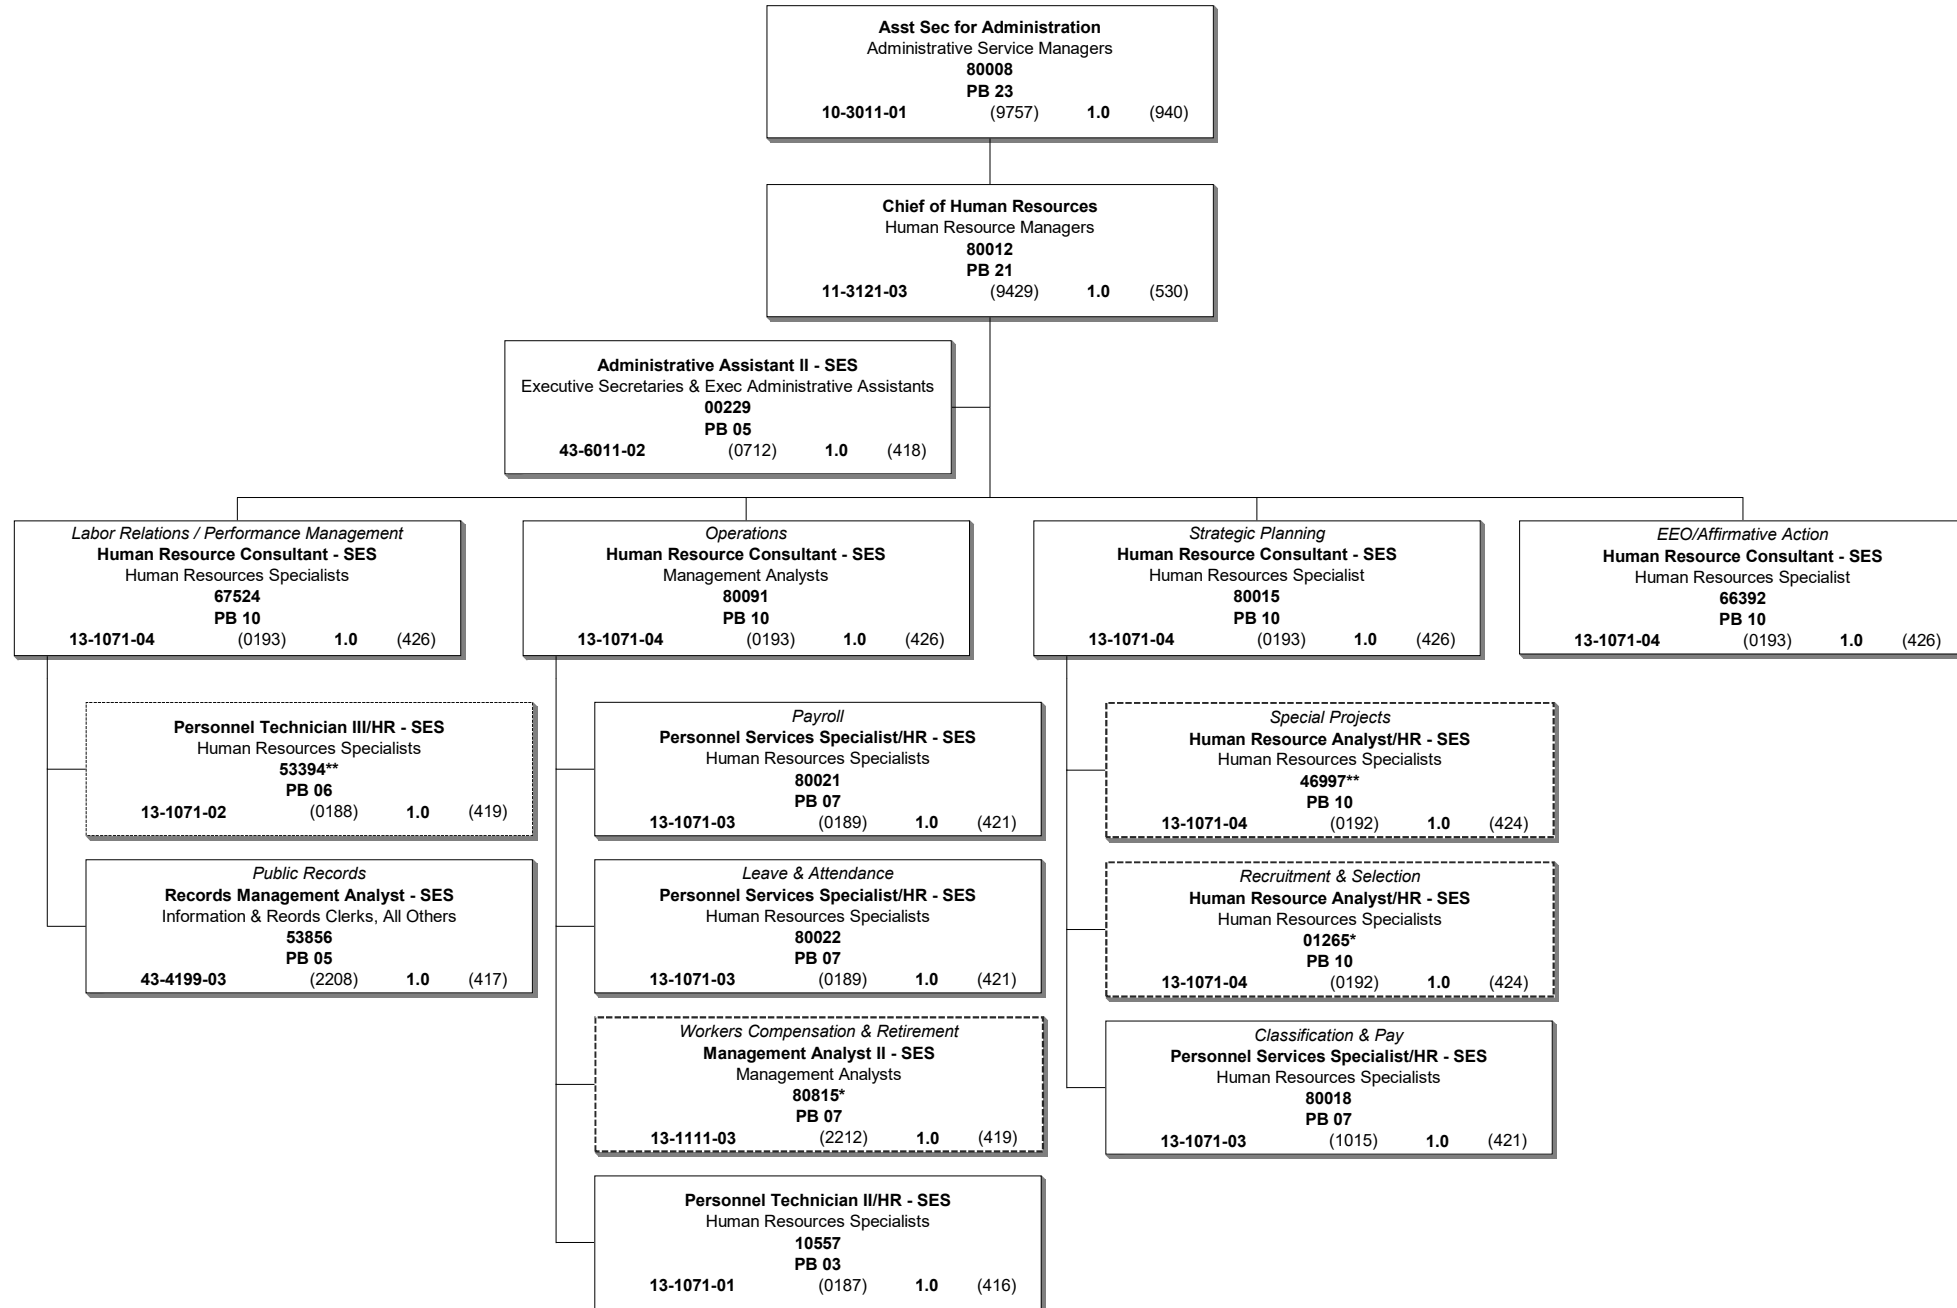 Asst Sec for Administration
Administrative Service Managers
80008
PB 23
10-3011-01 (9757) 1.0 (940)
Chief of Human Resources
Human Resource Managers
80012
PB 21
11-3121-03 (9429) 1.0 (530)
Administrative Assistant II - SES
Executive Secretaries & Exec Administrative Assistants
00229
PB 05
43-6011-02 (0712) 1.0 (418)
Labor Relations / Performance Management
Human Resource Consultant - SES
Human Resources Specialists
67524
PB 10
13-1071-04 (0193) 1.0 (426)
Operations
Human Resource Consultant - SES
Management Analysts
80091
PB 10
13-1071-04 (0193) 1.0 (426)
Strategic Planning
Human Resource Consultant - SES
Human Resources Specialist
80015
PB 10
13-1071-04 (0193) 1.0 (426)
EEO/Affirmative Action
Human Resource Consultant - SES
Human Resources Specialist
66392
PB 10
13-1071-04 (0193) 1.0 (426)
Personnel Technician III/HR - SES
Human Resources Specialists
53394**
PB 06
13-1071-02 (0188) 1.0 (419)
Public Records
Records Management Analyst - SES
Information & Reords Clerks, All Others
53856
PB 05
43-4199-03 (2208) 1.0 (417)
Payroll
Personnel Services Specialist/HR - SES
Human Resources Specialists
80021
PB 07
13-1071-03 (0189) 1.0 (421)
Leave & Attendance
Personnel Services Specialist/HR - SES
Human Resources Specialists
80022
PB 07
13-1071-03 (0189) 1.0 (421)
Workers Compensation & Retirement
Management Analyst II - SES
Management Analysts
80815*
PB 07
13-1111-03 (2212) 1.0 (419)
Personnel Technician II/HR - SES
Human Resources Specialists
10557
PB 03
13-1071-01 (0187) 1.0 (416)
Special Projects
Human Resource Analyst/HR - SES
Human Resources Specialists
46997**
PB 10
13-1071-04 (0192) 1.0 (424)
Recruitment & Selection
Human Resource Analyst/HR - SES
Human Resources Specialists
01265*
PB 10
13-1071-04 (0192) 1.0 (424)
Classification & Pay
Personnel Services Specialist/HR - SES
Human Resources Specialists
80018
PB 07
13-1071-03 (1015) 1.0 (421)